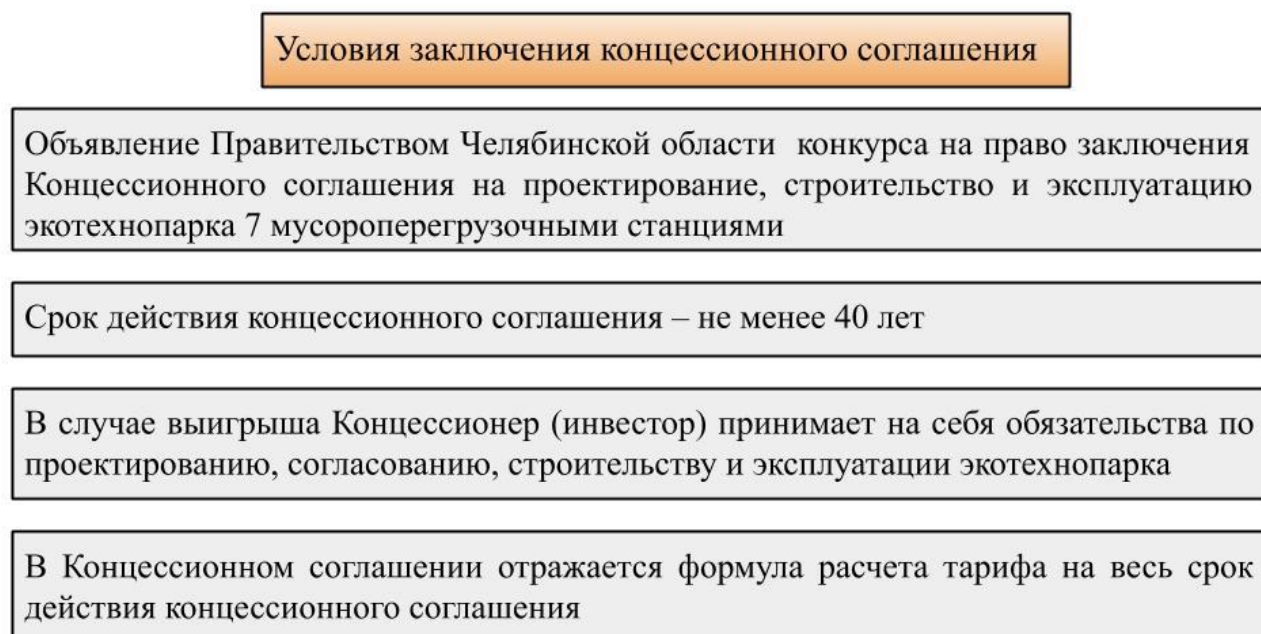 Условия заключения концессионного соглашения
Объявление Правительством Челябинской области конкурса на право заключения
Концессионного соглашения на проектирование, строительство и эксплуатацию
экотехнопарка 7 мусороперегрузочными станциями
Срок действия концессионного соглашения – не менее 40 лет
В случае выигрыша Концессионер (инвестор) принимает на себя обязательства по
проектированию, согласованию, строительству и эксплуатации экотехнопарка
В Концессионном соглашении отражается формула расчета тарифа на весь срок
действия концессионного соглашения